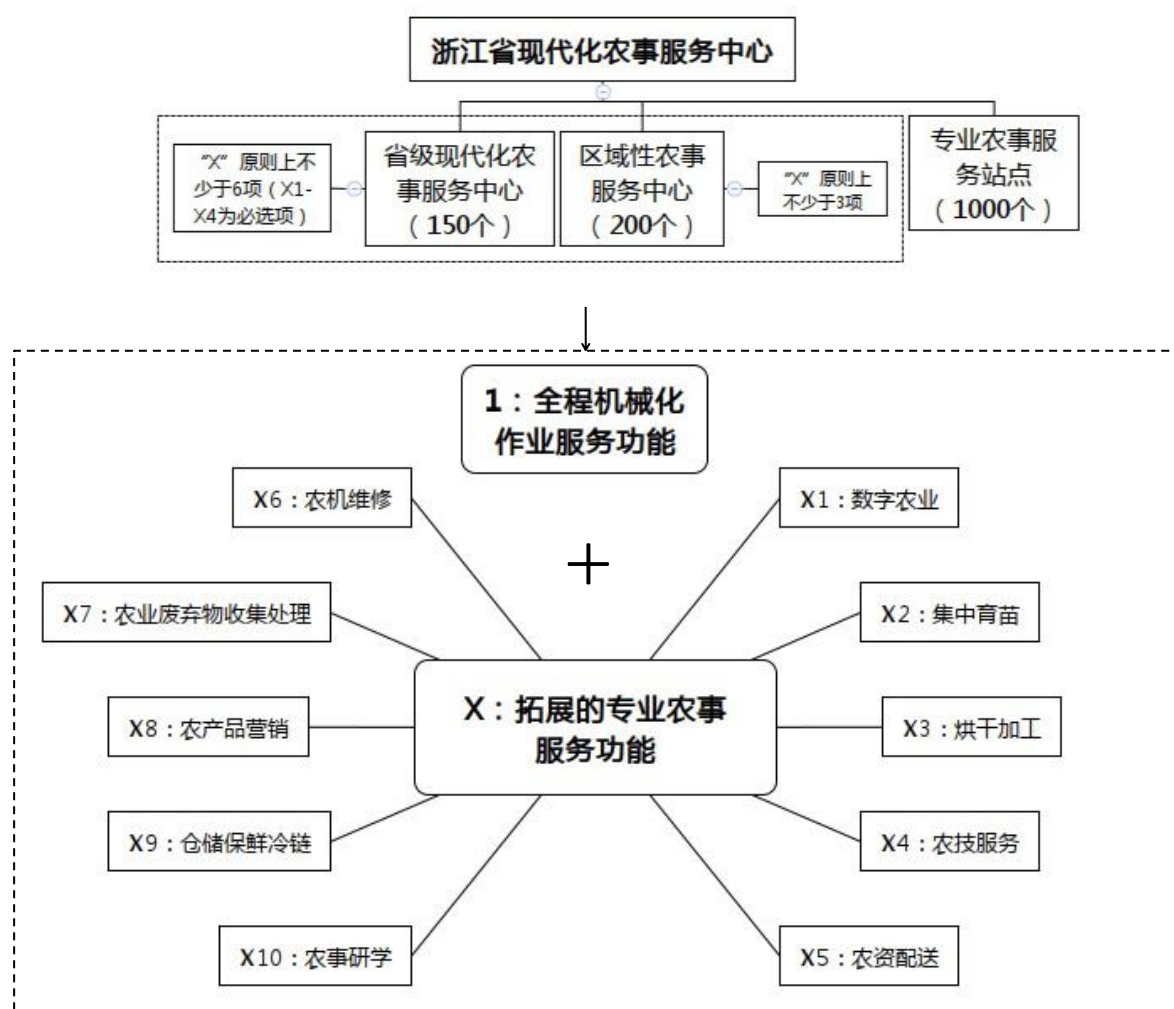 浙江省现代化农事服务中心
“X”原则上不
少于6项（X1-
X4为必选项）
省级现代化农
事服务中心
（150个）
区域性农事
服务中心
（200个）
“X”原则上
不少于3项
专业农事服
务站点
（1000个）
1：全程机械化
作业服务功能
X6：农机维修
X1：数字农业
+
X7：农业废弃物收集处理
X2：集中育苗
X：拓展的专业农事
服务功能
X8：农产品营销
X3：烘干加工
X9：仓储保鲜冷链
X4：农技服务
X10：农事研学
X5：农资配送